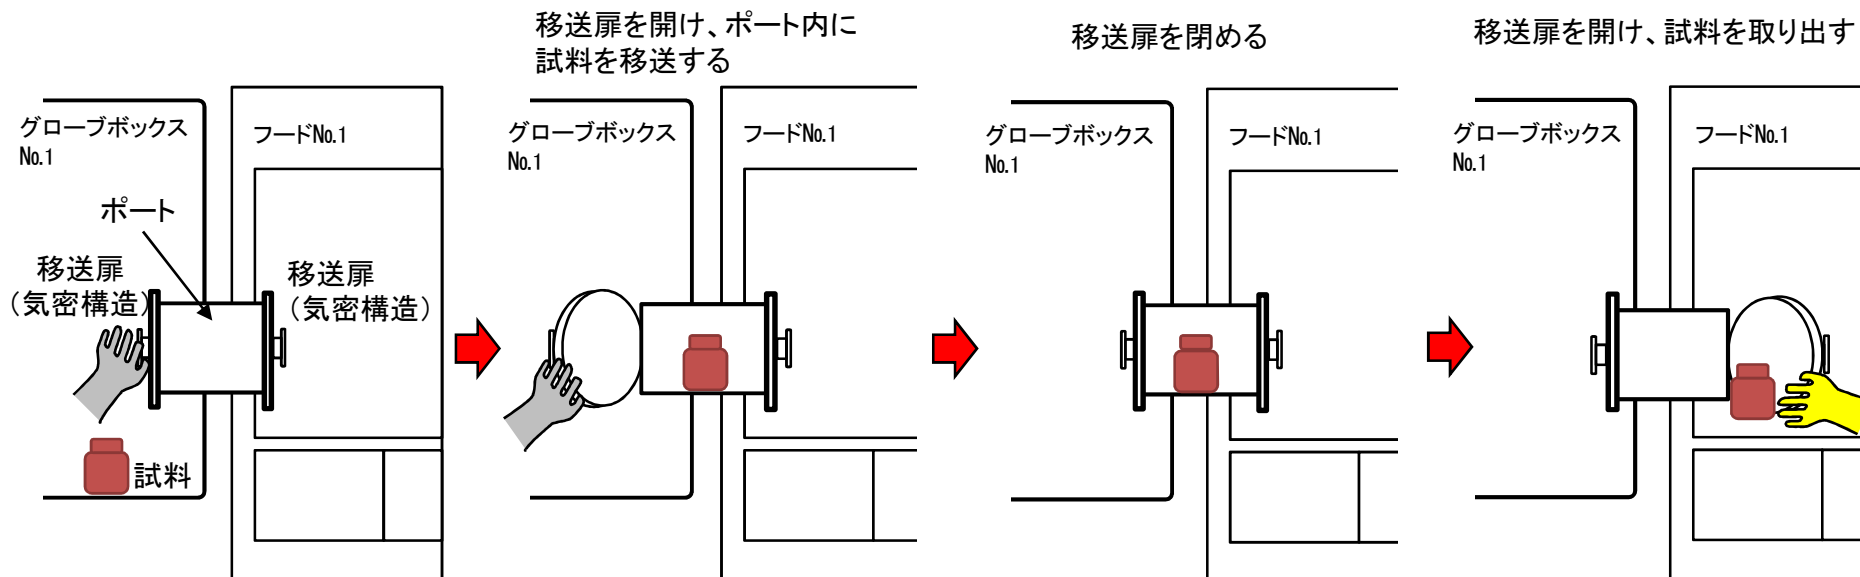 移送扉を開け、ポート内に
試料を移送する
移送扉を閉める
移送扉を開け、試料を取り出す
グローブボックス
№.1
フード№.1
ポート
移送扉
（気密構造）
移送扉
（気密構造）
試料
グローブボックス
№.1
フード№.1
グローブボックス
№.1
フード№.1
グローブボックス
№.1
フード№.1